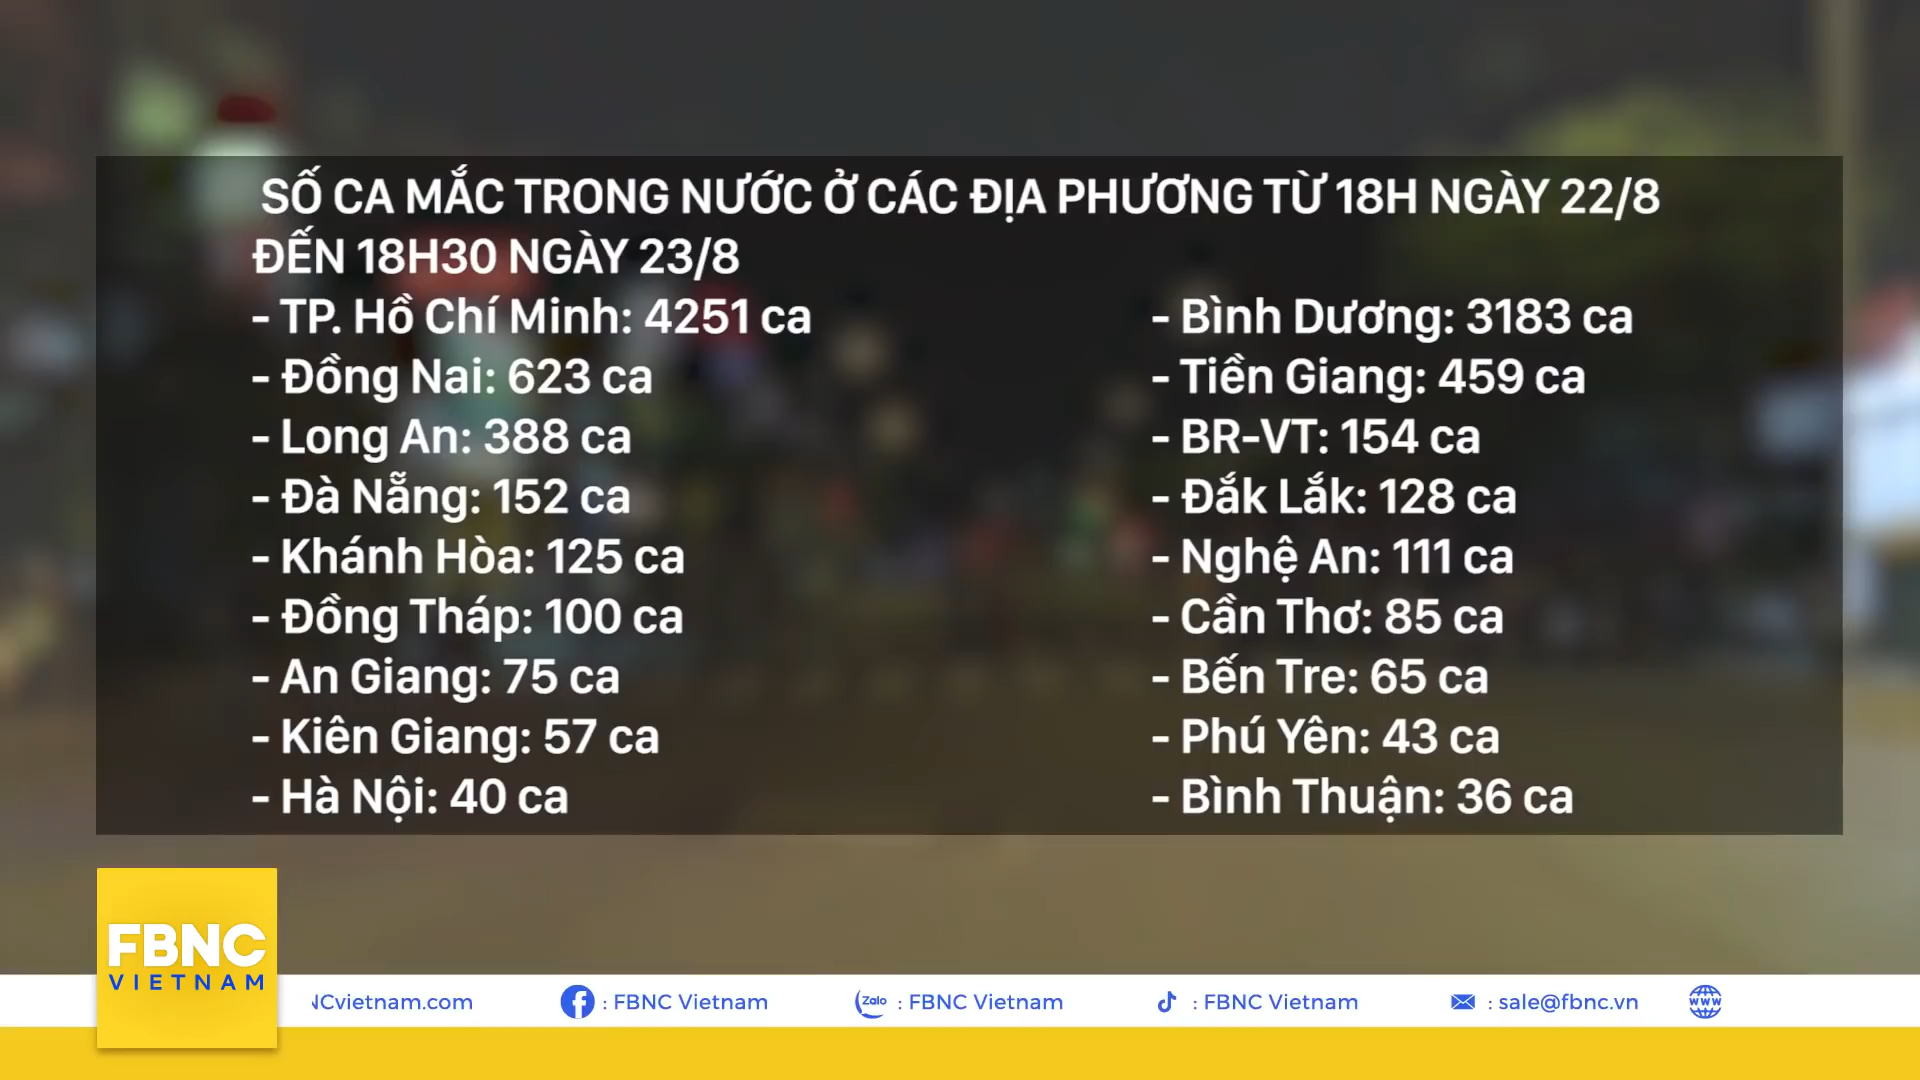 SỐ CA MẮC TRONG NƯỚC Ở CÁC ĐỊA PHƯƠNG TỪ 18H NGÀY 22/8
ĐẾN 18H30 NGÀY 23/8
- TP. Hồ Chí Minh: 4251 ca
- Đồng Nai: 623 ca
- Long An: 388 ca
- Đà Nẵng: 152 ca
- Khánh Hòa: 125 ca
- Đồng Tháp: 100 ca
- An Giang: 75 ca
- Kiên Giang: 57 ca
- Hà Nội: 40 ca
- Bình Dương: 3183 ca
- Tiền Giang: 459 ca
- BR-VT: 154 ca
- Đắk Lắk: 128 ca
- Nghệ An: 111 ca
- Cần Thơ: 85 ca
- Bến Tre: 65 ca
- Phú Yên: 43 ca
- Bình Thuận: 36 ca
FBNC
VIETNAM
NCvietnam.com : FBNC Vietnam Zalo : FBNC Vietnam : FBNC Vietnam : sale@fbnc.vn www